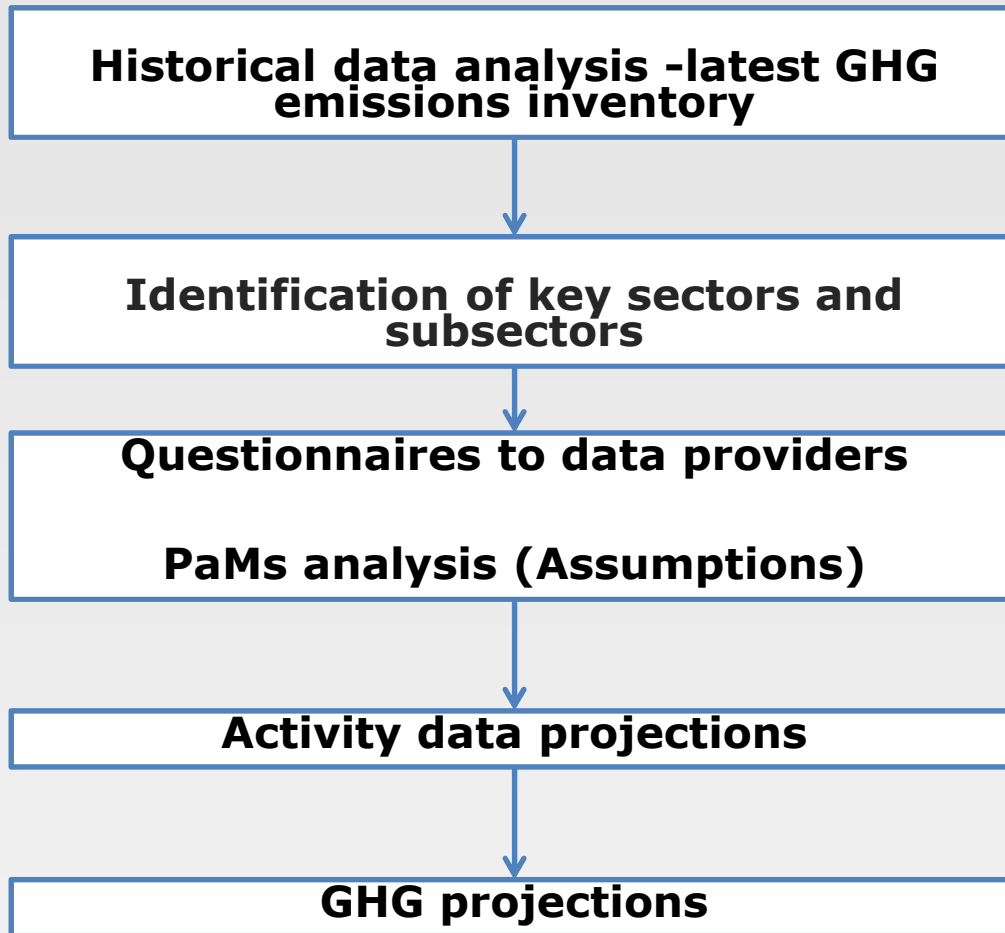 Historical data analysis -latest GHG
emissions inventory
Identification of key sectors and
subsectors
Questionnaires to data providers
PaMs analysis (Assumptions)
Activity data projections
GHG projections